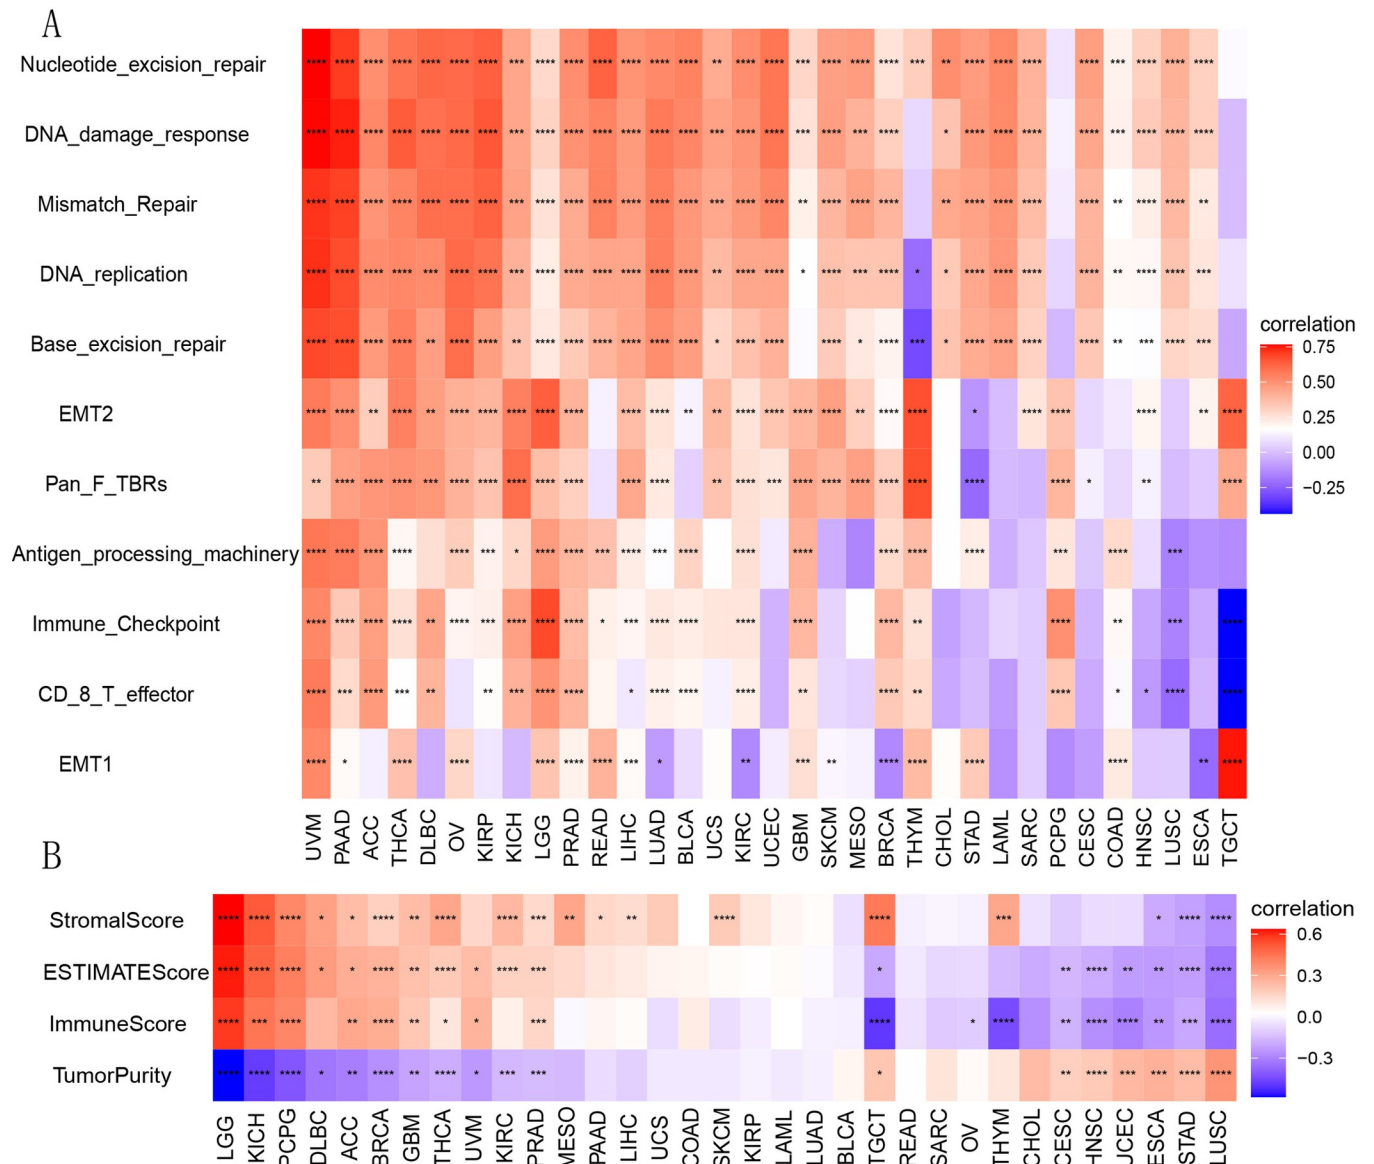 A
Nucleotide_excision_repair
DNA_damage_response
Mismatch_Repair
DNA_replication
Base_excision_repair
EMT2
Pan_F_TBRs
Antigen_processing_machinery
Immune_Checkpoint
CD_8_T_effector
EMT1
correlation
0.75
0.50
0.25
0.00
−0.25
UVM
PAAD
ACC
THCA
DLBC
OV
KIRP
KICH
LGG
PRAD
READ
LIHC
LUAD
BLCA
UCS
KIRC
UCEC
GBM
SKCM
MESO
BRCA
THYM
CHOL
STAD
LAML
SARC
PCPG
CESC
COAD
HNSC
LUSC
ESCA
TGCT
B
StromalScore
ESTIMATEScore
ImmuneScore
TumorPurity
correlation
0.6
0.3
0.0
−0.3
LGG
KICH
PCPG
DLBC
ACC
BRCA
GBM
THCA
UVM
KIRC
PRAD
MESO
PAAD
LIHC
UCS
COAD
SKCM
KIRP
LAML
LUAD
BLCA
TGCT
READ
SARC
OV
THYM
CHOL
CESC
HNSC
UCEC
ESCA
STAD
LUSC